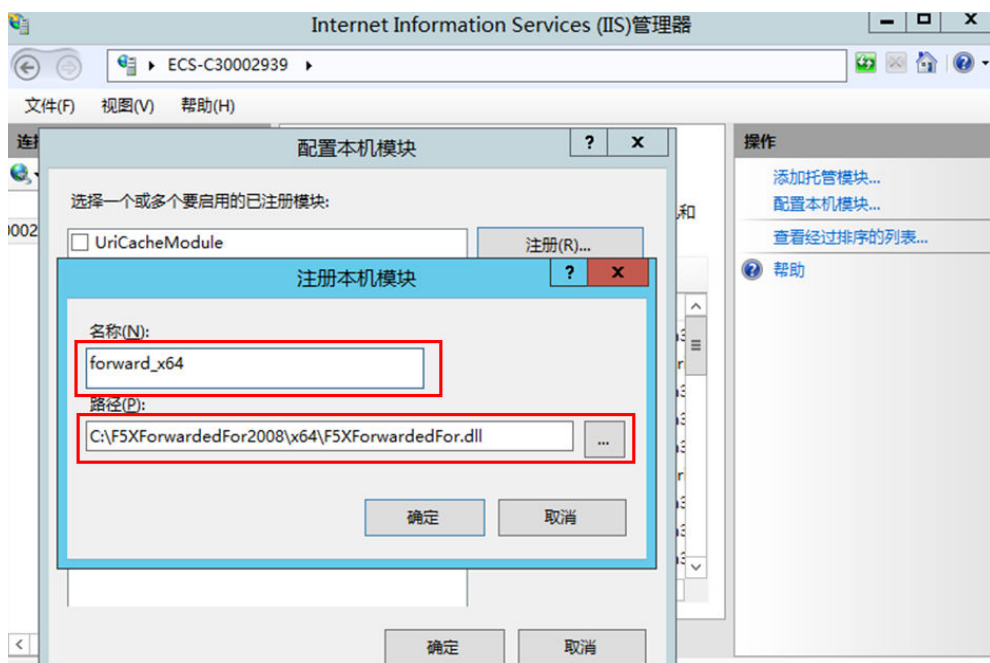 Internet Information Services (IIS)管理器
ECS-C30002939
文件(F) 视图(V) 帮助(H)
配置本机模块
选择一个或多个要启用的已注册模块:
UriCacheModule
注册(R)...
注册本机模块
名称(N):
forward_x64
路径(P):
C:\F5XForwardedFor2008\x64\F5XForwardedFor.dll
...
确定 取消
确定 取消
和
0002
操作
添加托管模块...
配置本机模块...
查看经过排序的列表...
帮助